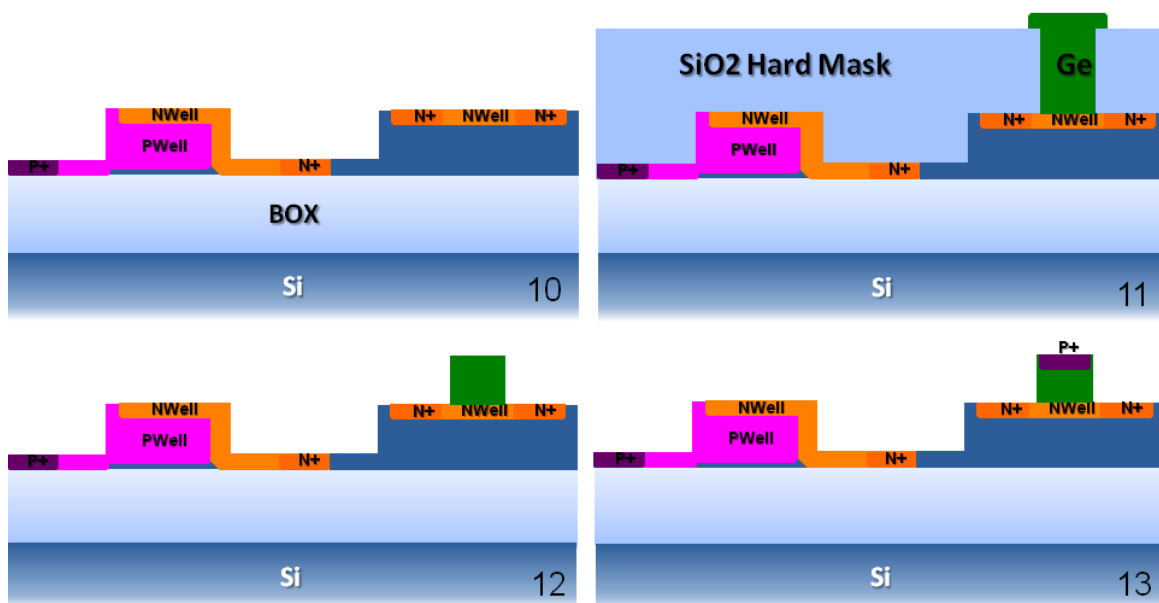 NWell
N+ NWell N+
PWell
P+ N+
BOX
Si
10
SiO2 Hard Mask Ge
NWell
N+ NWell N+
PWell
P+ N+
Si
11
NWell
N+ NWell N+
PWell
P+ N+
Si
12
P+
NWell
N+ NWell N+
PWell
P+ N+
Si
13